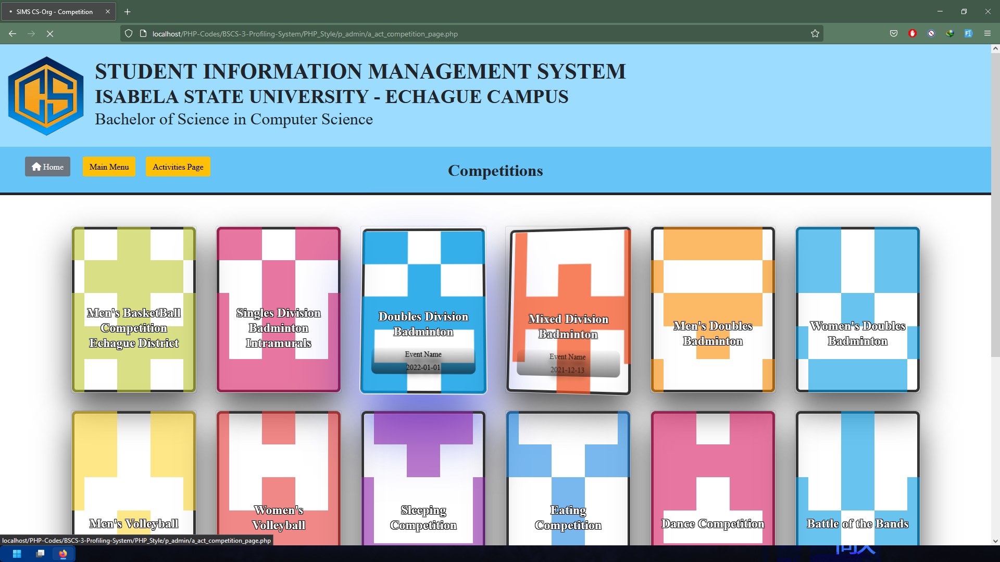 SIMS CS-Org - Competition
localhost/PHP-Codes/BSCS-3-Profiling-System/PHP_Style/p_admin/a_act_competition_page.php
CS
STUDENT INFORMATION MANAGEMENT SYSTEM
ISABELA STATE UNIVERSITY - ECHAGUE CAMPUS
Bachelor of Science in Computer Science
Home
Main Menu
Activities Page
Competitions
Men's BasketBall
Competition
Echague District
Singles Division
Badminton
Intramurals
Doubles Division
Badminton
Event Name
2022-01-01
Mixed Division
Badminton
Event Name
2021-12-13
Men's Doubles
Badminton
Women's Doubles
Badminton
Men's Volleyball
Women's
Volleyball
Sleeping
Competition
Eating
Competition
Dance Competition
Battle of the Bands
localhost/PHP-Codes/BSCS-3-Profiling-System/PHP_Style/p_admin/a_act_competition_page.php